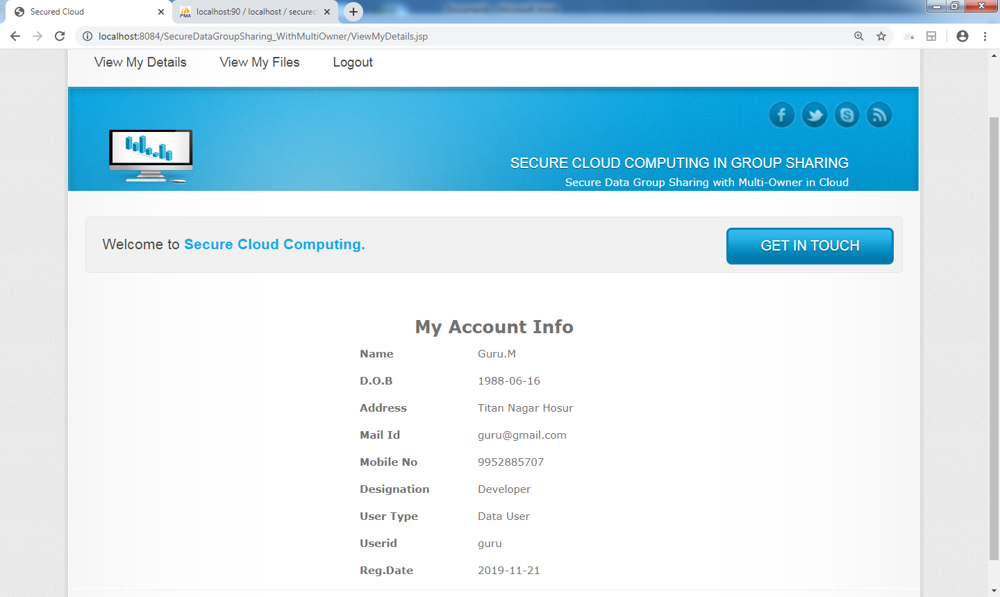 Secured Cloud
localhost:90 / localhost / securecl
localhost:8084/SecureDataGroupSharing_WithMultiOwner/ViewMyDetails.jsp
View My Details View My Files Logout
SECURE CLOUD COMPUTING IN GROUP SHARING
Secure Data Group Sharing with Multi-Owner in Cloud
Welcome to Secure Cloud Computing.
GET IN TOUCH
My Account Info
Name Guru.M
D.O.B 1988-06-16
Address Titan Nagar Hosur
Mail Id guru@gmail.com
Mobile No 9952885707
Designation Developer
User Type Data User
Userid guru
Reg.Date 2019-11-21